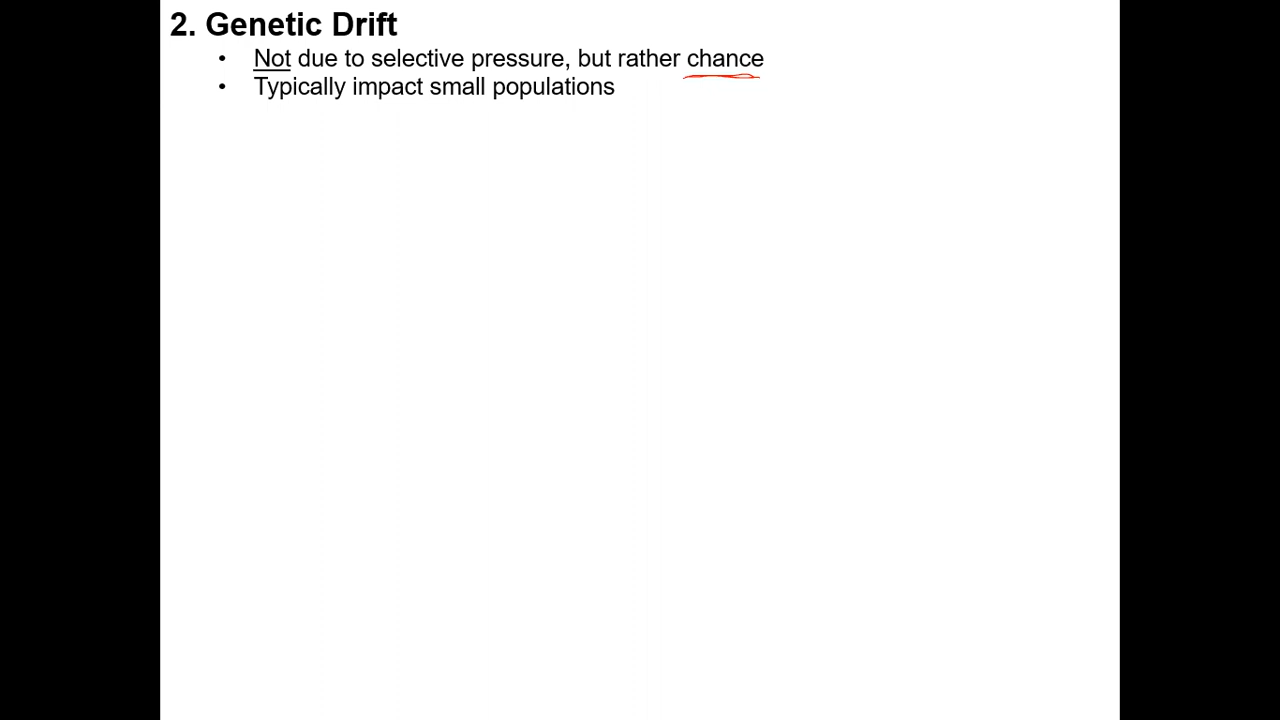 2. Genetic Drift
• Not due to selective pressure, but rather chance
• Typically impact small populations